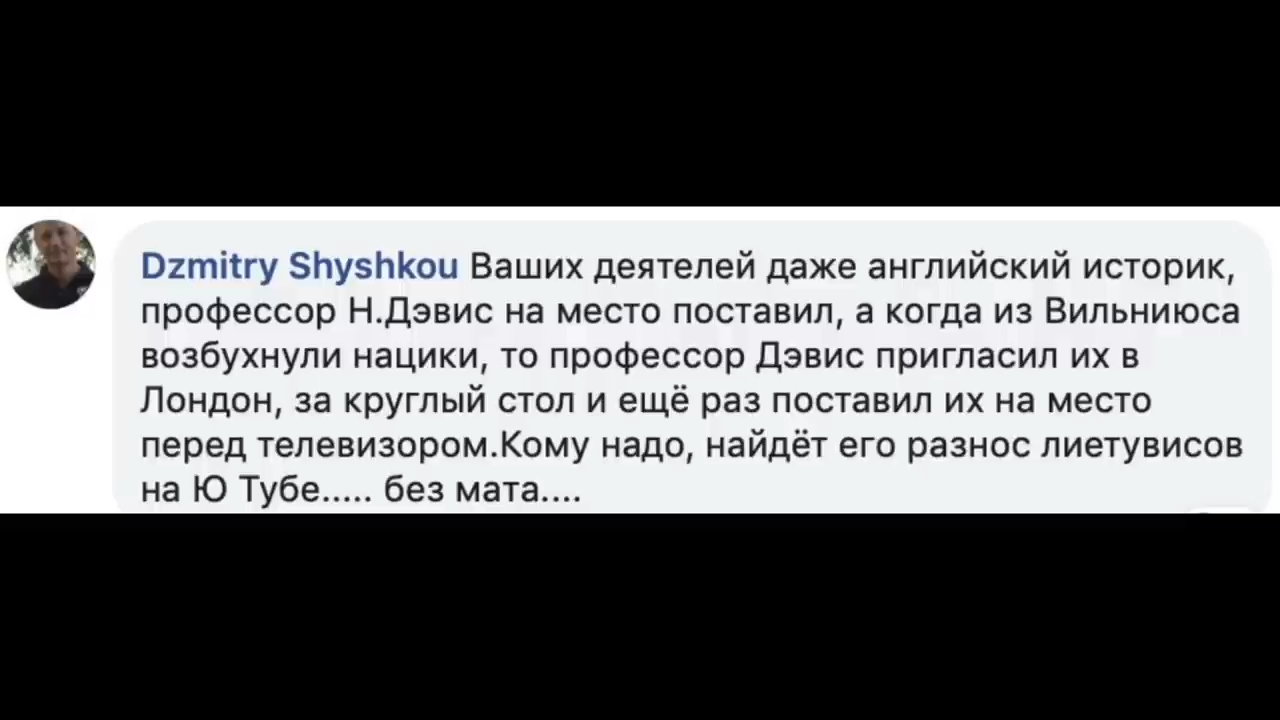 Dzmitry Shyshkou Ваших деятелей даже английский историк,
профессор Н.Дэвис на место поставил, а когда из Вильниюса
возбухнули нацики, то профессор Дэвис пригласил их в
Лондон, за круглый стол и ещё раз поставил их на место
перед телевизором.Кому надо, найдёт его разнос лиетувисов
на Ю Тубе..... без мата....